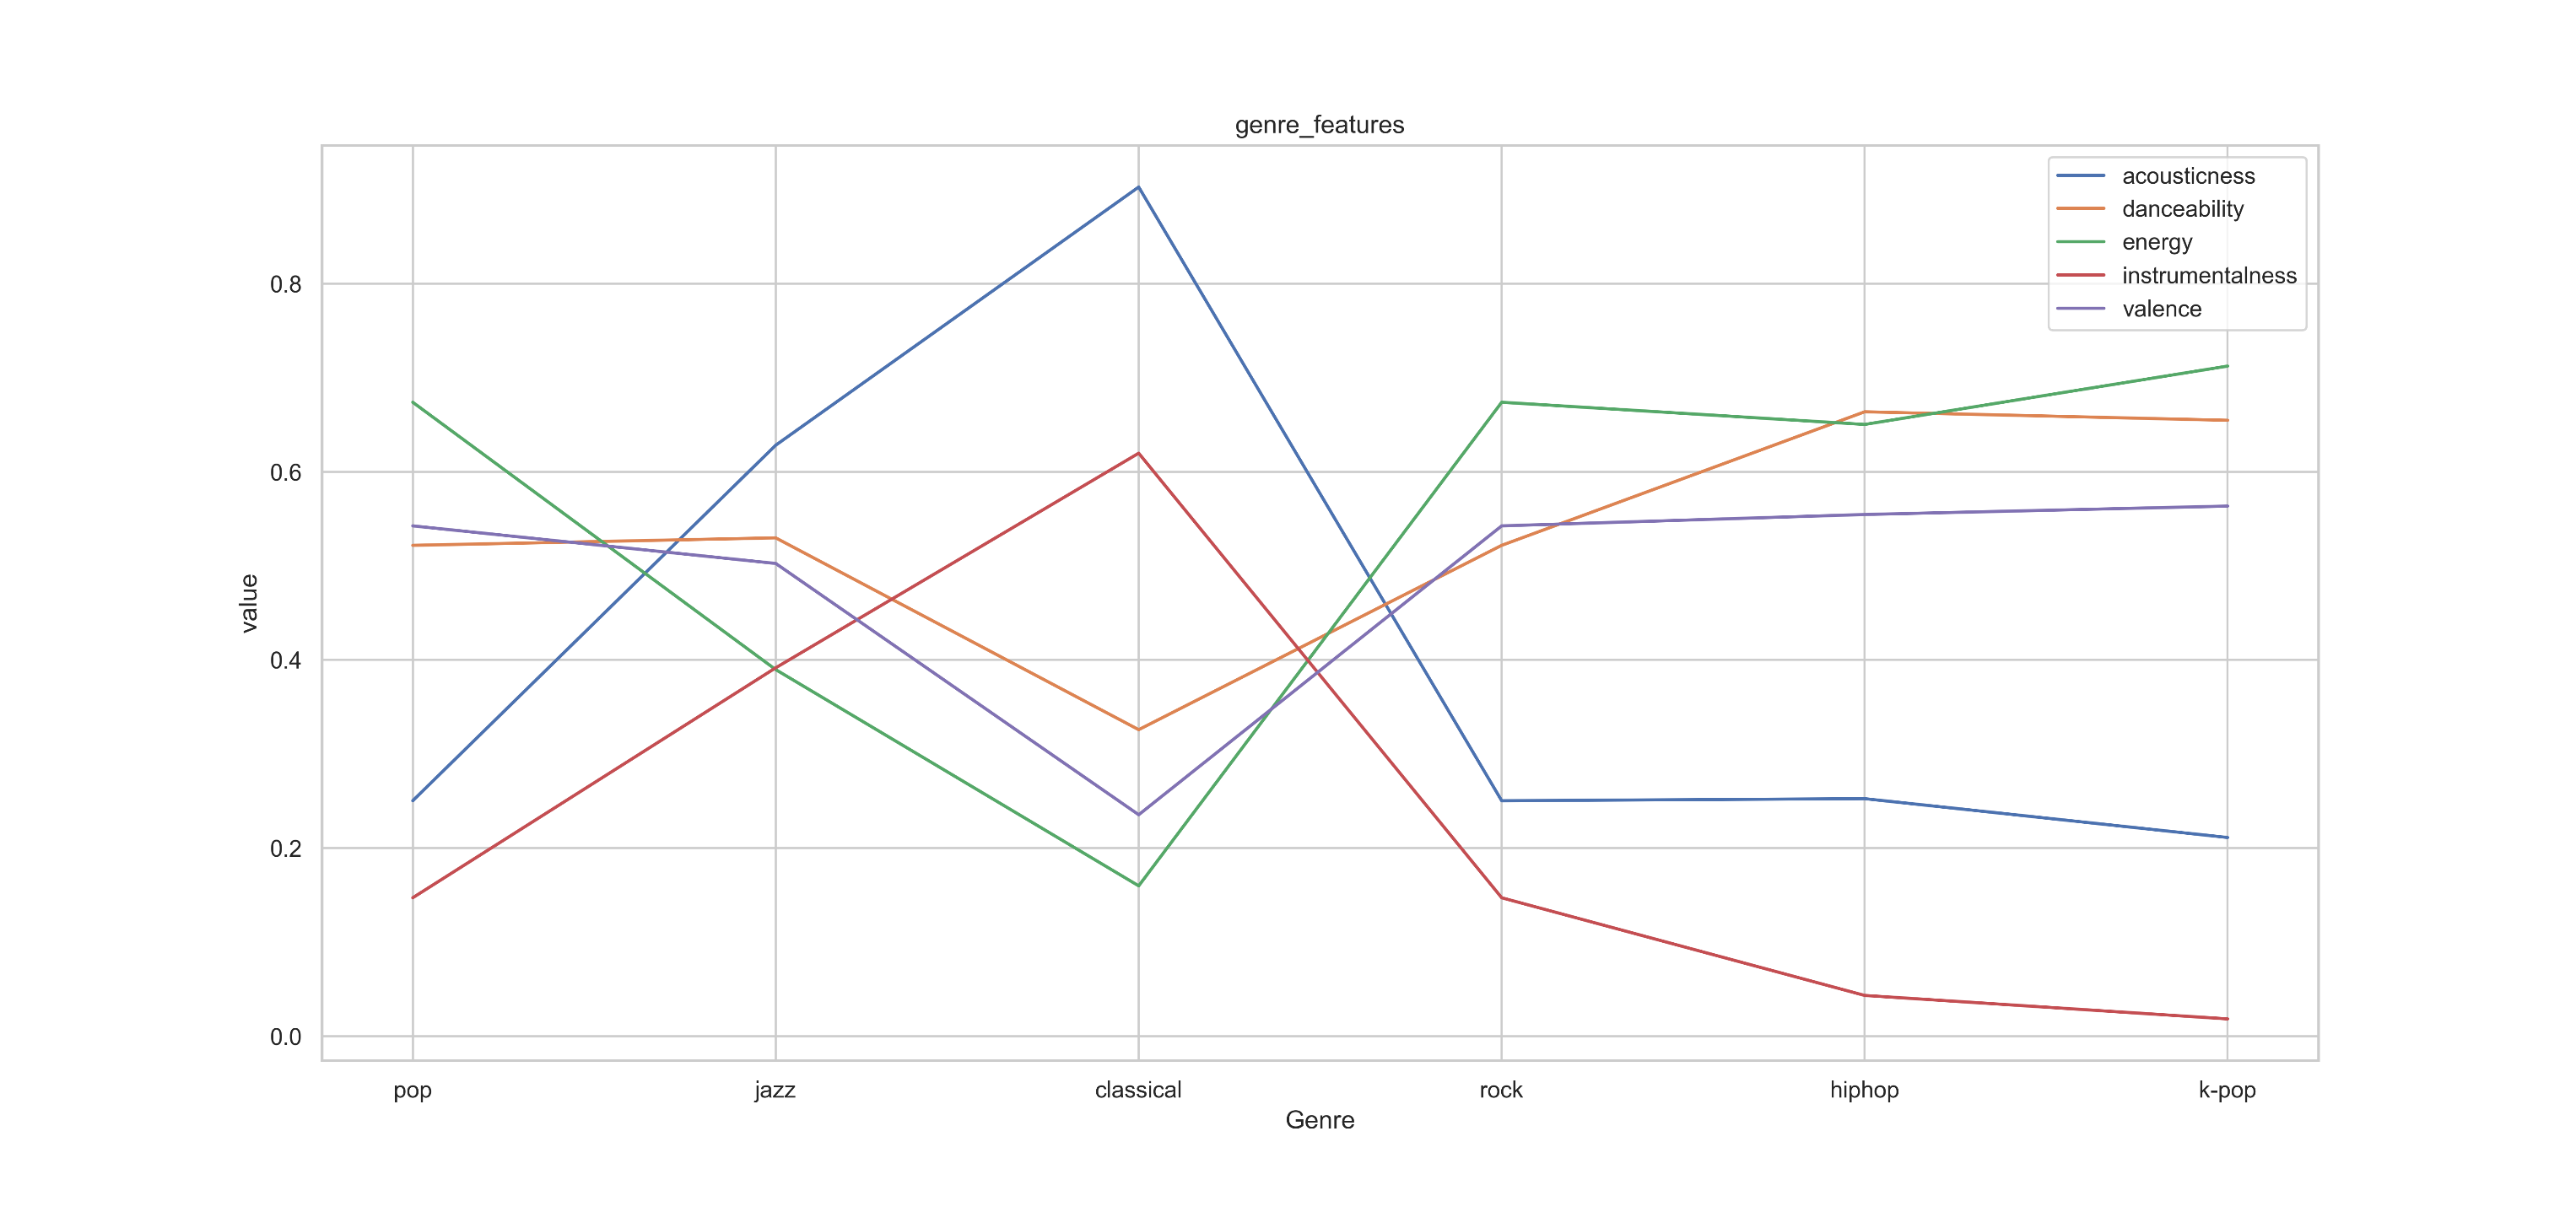 genre_features
acousticness
danceability
energy
instrumentalness
valence
value
0.8
0.6
0.4
0.2
0.0
pop jazz classical rock hiphop k-pop
Genre